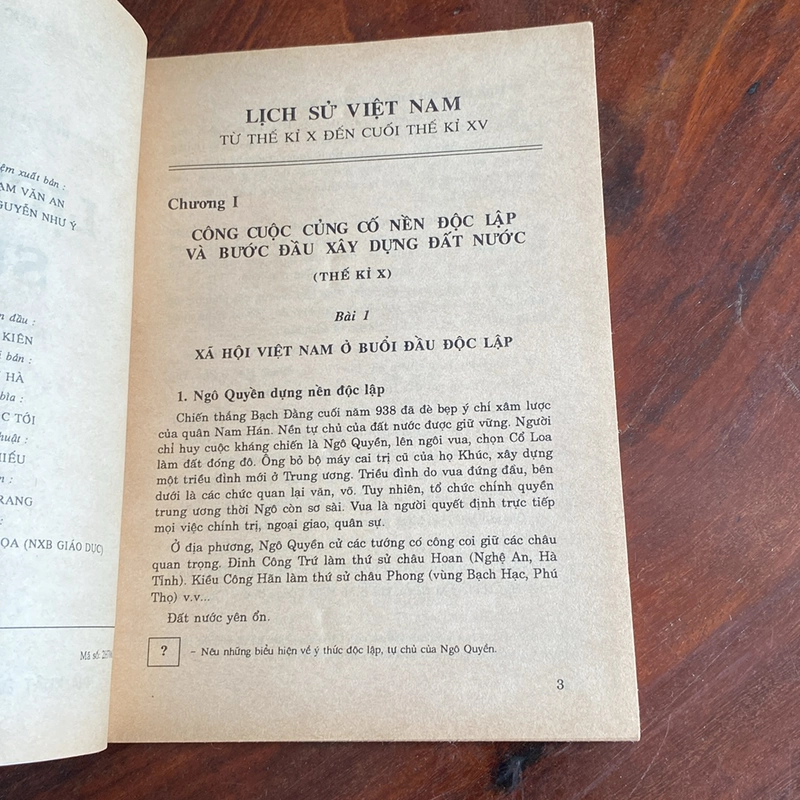 ệm xuất bản :
ẠM VĂN AN
GUYỄN NHƯ Ý
n đầu :
KIÊN
i bản :
HÀ
bìa :
C TỚI
huật :
HIẾU
n :
RANG
:
ỌA (NXB GIÁO DỤC)
Mã số
LỊCH SỬ VIỆT NAM
TỪ THẾ KỈ X ĐẾN CUỐI THẾ KỈ XV
Chương I
CÔNG CUỘC CỦNG CỐ NỀN ĐỘC LẬP
VÀ BƯỚC ĐẦU XÂY DỰNG ĐẤT NƯỚC
(THẾ KỈ X)
Bài 1
XÃ HỘI VIỆT NAM Ở BUỔI ĐẦU ĐỘC LẬP
1. Ngô Quyền dựng nền độc lập
Chiến thắng Bạch Đằng cuối năm 938 đã đè bẹp ý chí xâm lược
của quân Nam Hán. Nền tự chủ của đất nước được giữ vững. Người
chỉ huy cuộc kháng chiến là Ngô Quyền, lên ngôi vua, chọn Cổ Loa
làm đất đóng đô. Ông bỏ bộ máy cai trị cũ của họ Khúc, xây dựng
một triều đình mới ở Trung ương. Triều đình do vua đứng đầu, bên
dưới là các chức quan lại văn, võ. Tuy nhiên, tổ chức chính quyền
trung ương thời Ngô còn sơ sài. Vua là người quyết định trực tiếp
mọi việc chính trị, ngoại giao, quân sự.
Ở địa phương, Ngô Quyền cử các tướng có công coi giữ các châu
quan trọng. Đinh Công Trứ làm thứ sử châu Hoan (Nghệ An, Hà
Tĩnh). Kiều Công Hãn làm thứ sử châu Phong (vùng Bạch Hạc, Phú
Thọ) v.v...
Đất nước yên ổn.
? – Nêu những biểu hiện về ý thức độc lập, tự chủ của Ngô Quyền.
3